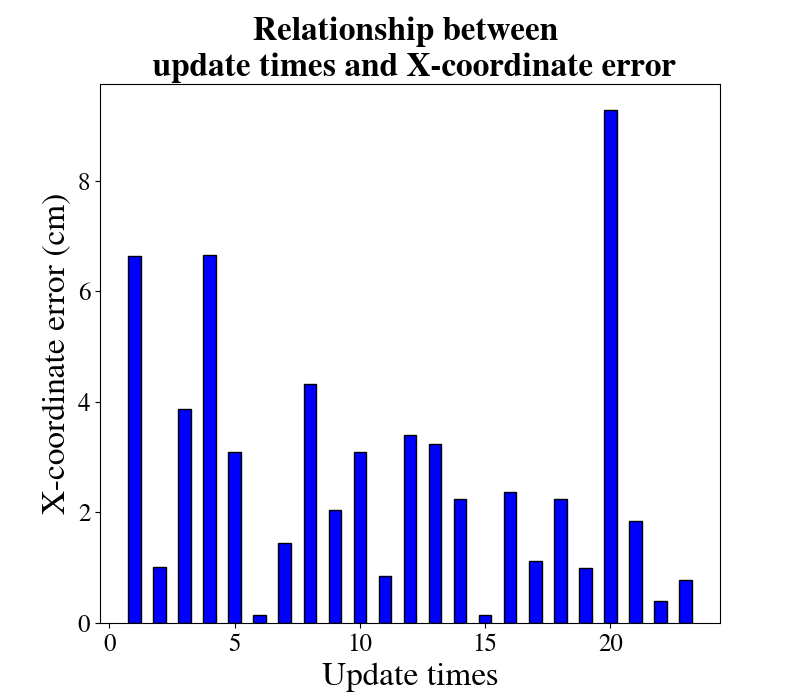 Relationship between
update times and X-coordinate error
X-coordinate error (cm)
8
6
4
2
0
0 5 10 15 20
Update times